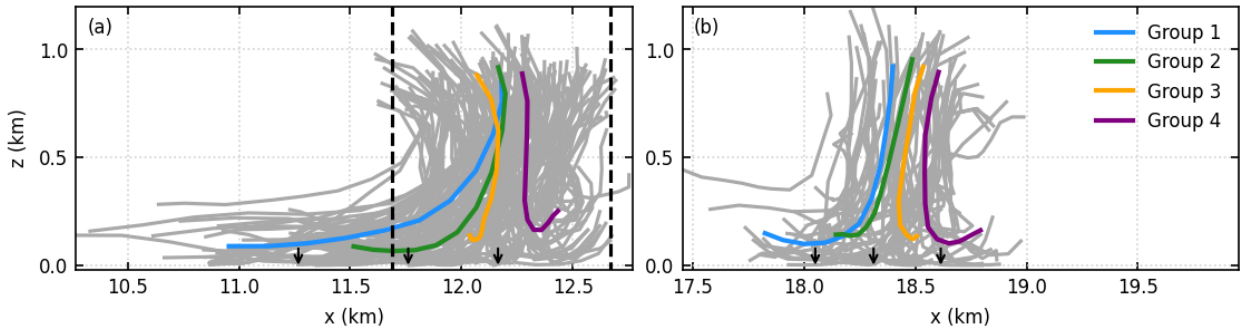 (a)
(b)
Group 1
Group 2
Group 3
Group 4
1.0
0.5
0.0
z (km)
1.0
0.5
0.0
10.5 11.0 11.5 12.0 12.5
17.5 18.0 18.5 19.0 19.5
x (km)
x (km)